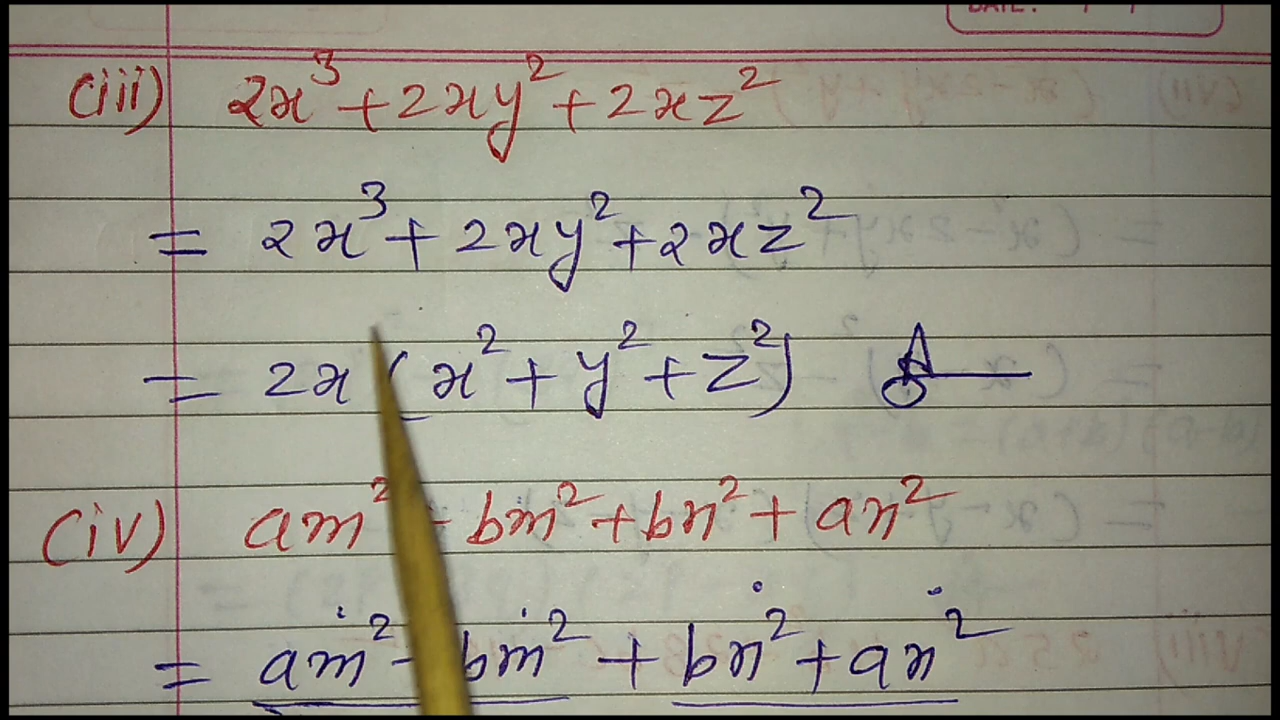 DATE:
(iii) 2x³+2xy²+2xz²
= 2x³+2xy²+2xz²
= 2x(x²+y²+z²)
(iv) am² bm²+bn²+an²
= am²- bm² + bn²+an²